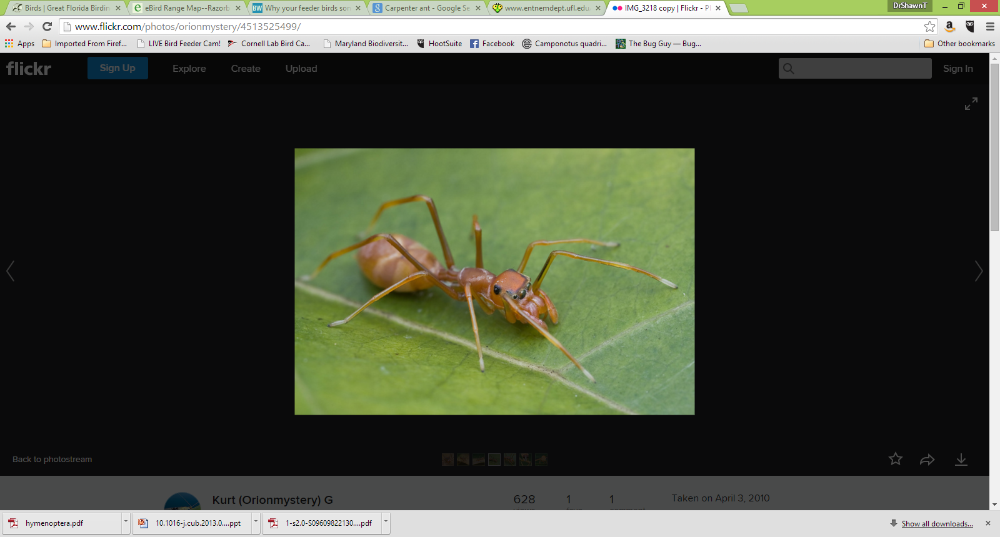 Birds | Great Florida Birdin
eBird Range Map--Razorb
BW Why your feeder birds son
Carpenter ant - Google Se
www.entnemdept.ufl.edu
IMG_3218 copy | Flickr - P
DrShawnT
www.flickr.com/photos/orionmystery/4513525499/
Apps Imported From Firef... LIVE Bird Feeder Cam! Cornell Lab Bird Ca... Maryland Biodiversit... HootSuite Facebook Camponotus quadri... The Bug Guy — Bug... Other bookmarks
flickr Sign Up Explore Create Upload Sign In
Back to photostream
Kurt (OrIonmystery) G 628 1 1 Taken on April 3, 2010
views fave comment
hymenoptera.pdf 10.1016-j.cub.2013.0....ppt 1-s2.0-S09609822130....pdf Show all downloads...